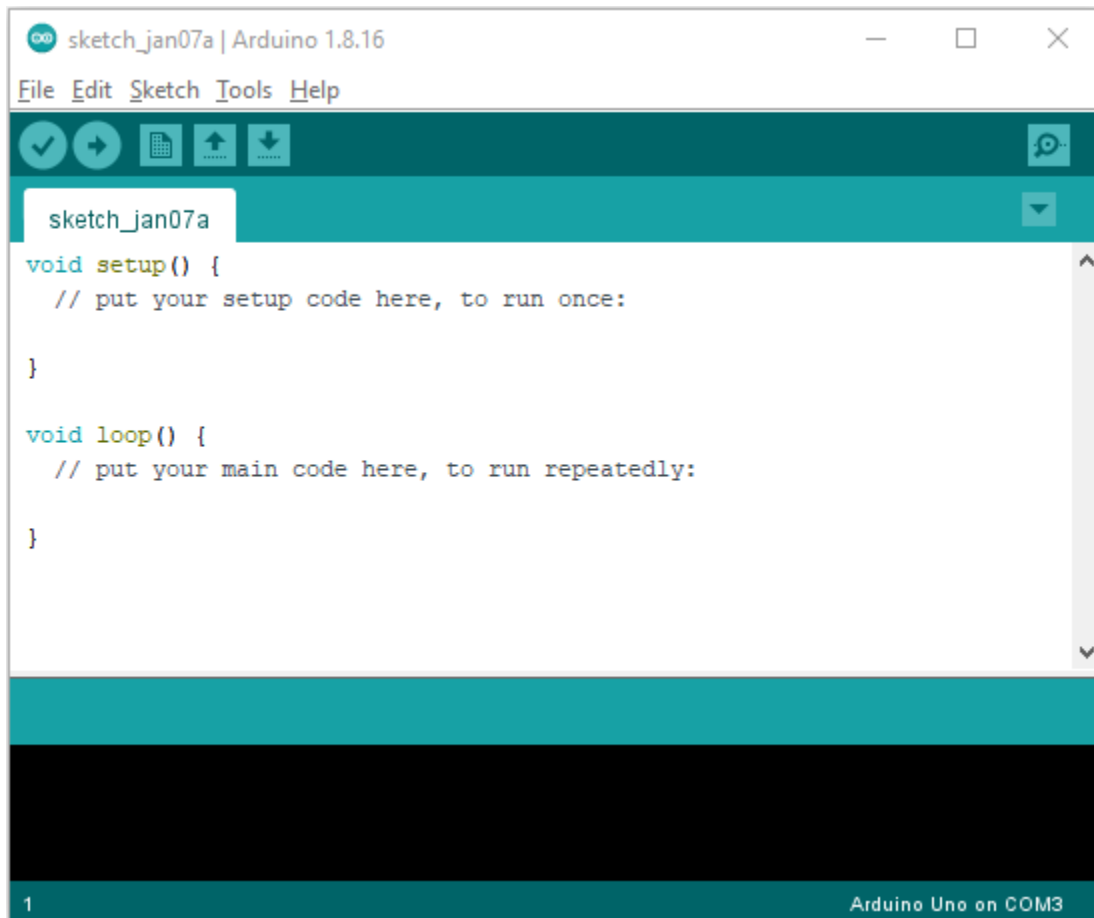 sketch_jan07a | Arduino 1.8.16
File Edit Sketch Tools Help
sketch_jan07a
void setup() {
  // put your setup code here, to run once:
}
void loop() {
  // put your main code here, to run repeatedly:
}
1 Arduino Uno on COM3